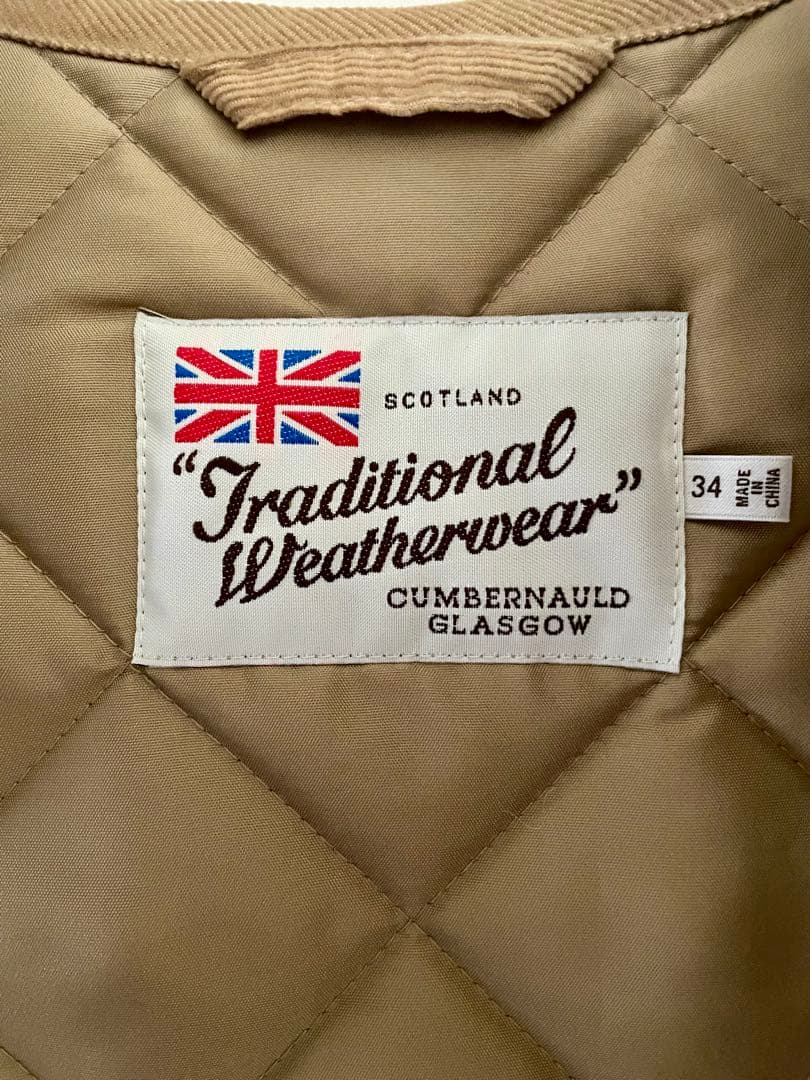 SCOTLAND
"Traditional
Weatherwear"
CUMBERNAULD
GLASGOW
34
MADE
IN
CHINA